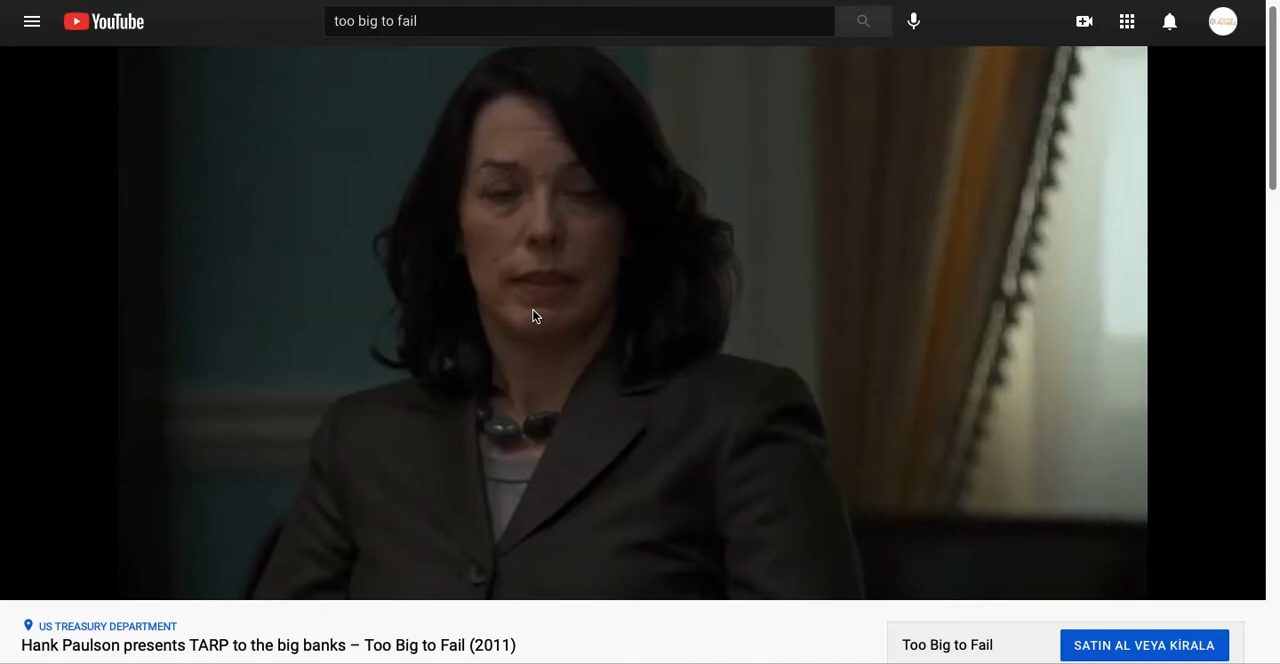 YouTube
too big to fail
US TREASURY DEPARTMENT
Hank Paulson presents TARP to the big banks – Too Big to Fail (2011)
Too Big to Fail
SATIN AL VEYA KİRALA